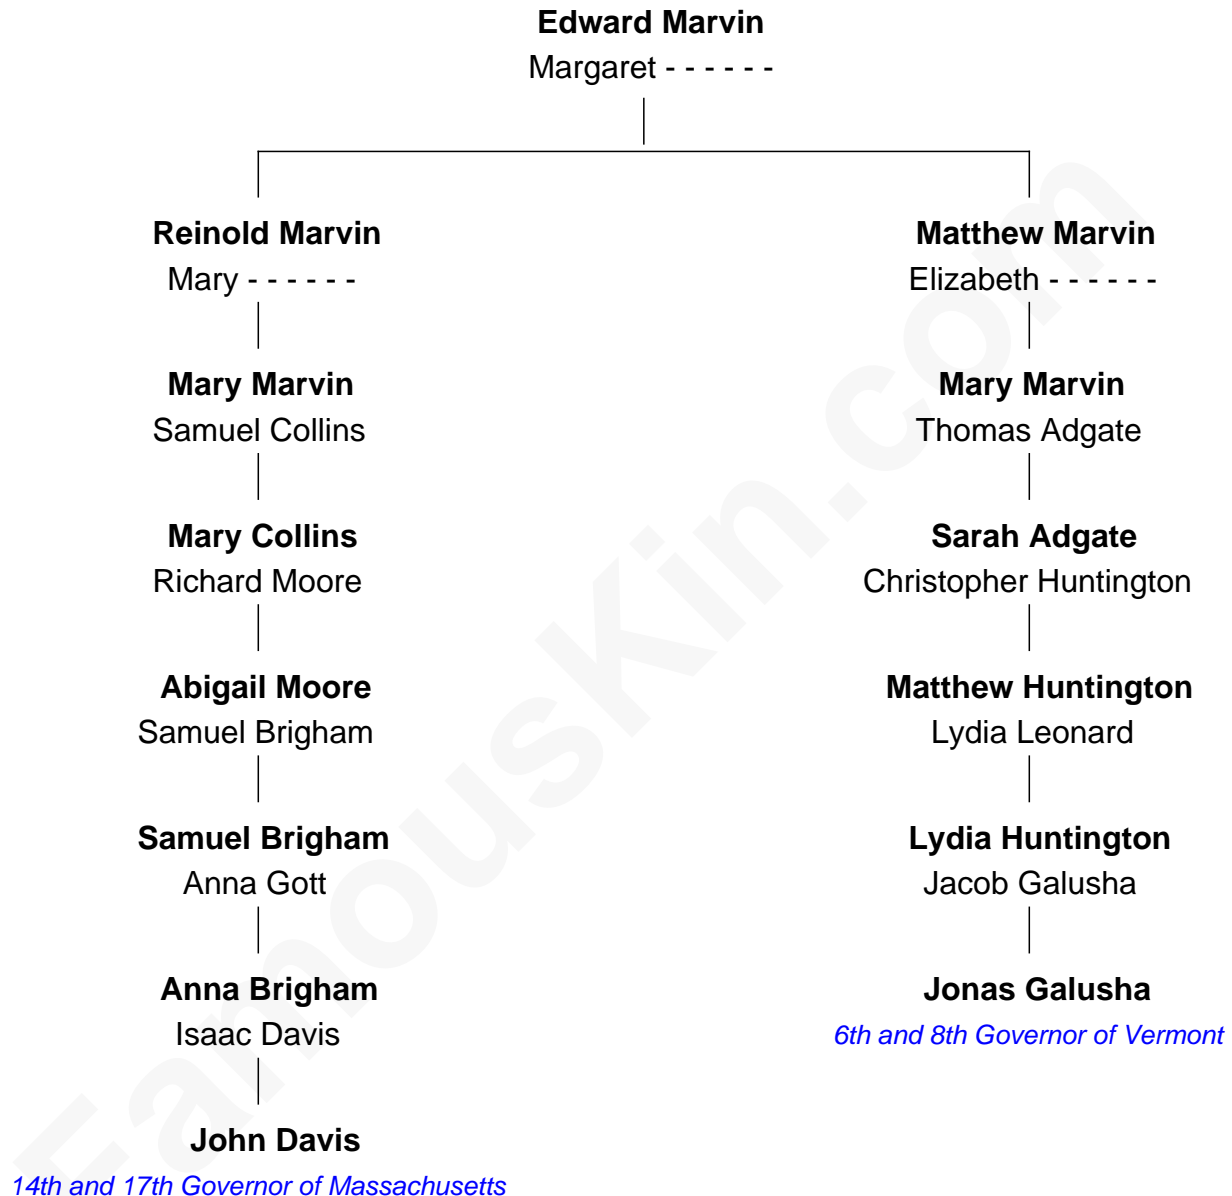 Edward Marvin
Margaret - - - - - -
Reinold Marvin
Mary - - - - - -
Matthew Marvin
Elizabeth - - - - - -
Mary Marvin
Samuel Collins
Mary Marvin
Thomas Adgate
Mary Collins
Richard Moore
Sarah Adgate
Christopher Huntington
Abigail Moore
Samuel Brigham
Matthew Huntington
Lydia Leonard
Samuel Brigham
Anna Gott
Lydia Huntington
Jacob Galusha
Anna Brigham
Isaac Davis
Jonas Galusha
6th and 8th Governor of Vermont
John Davis
14th and 17th Governor of Massachusetts
FamousKin.com